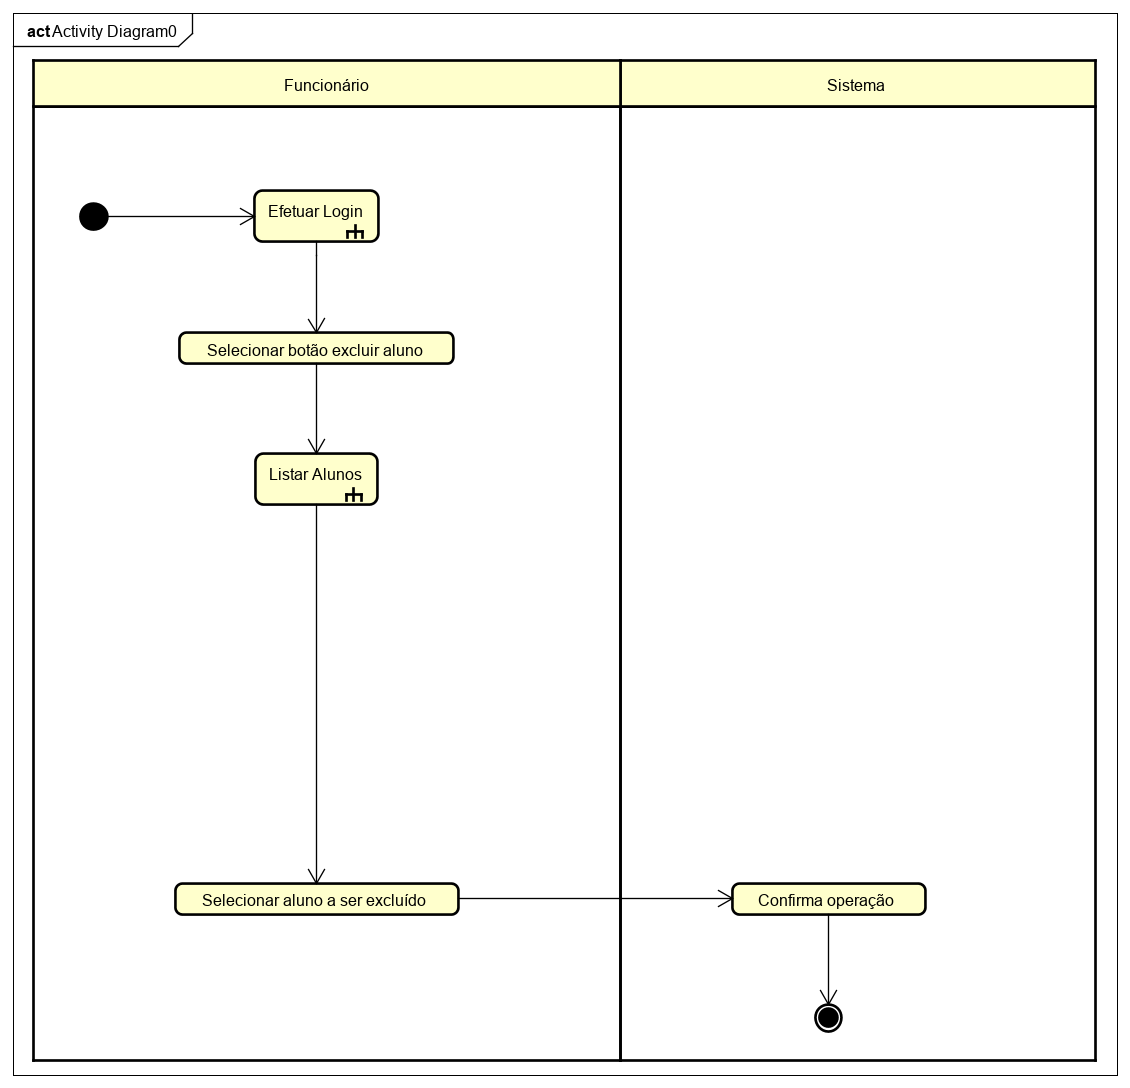 act Activity Diagram0
Funcionário
Sistema
Efetuar Login
Selecionar botão excluir aluno
Listar Alunos
Selecionar aluno a ser excluído
Confirma operação